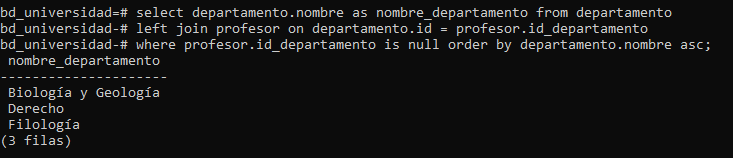 bd_universidad=# select departamento.nombre as nombre_departamento from departamento
bd_universidad-# left join profesor on departamento.id = profesor.id_departamento
bd_universidad-# where profesor.id_departamento is null order by departamento.nombre asc;
 nombre_departamento
---------------------
 Biología y Geología
 Derecho
 Filología
(3 filas)